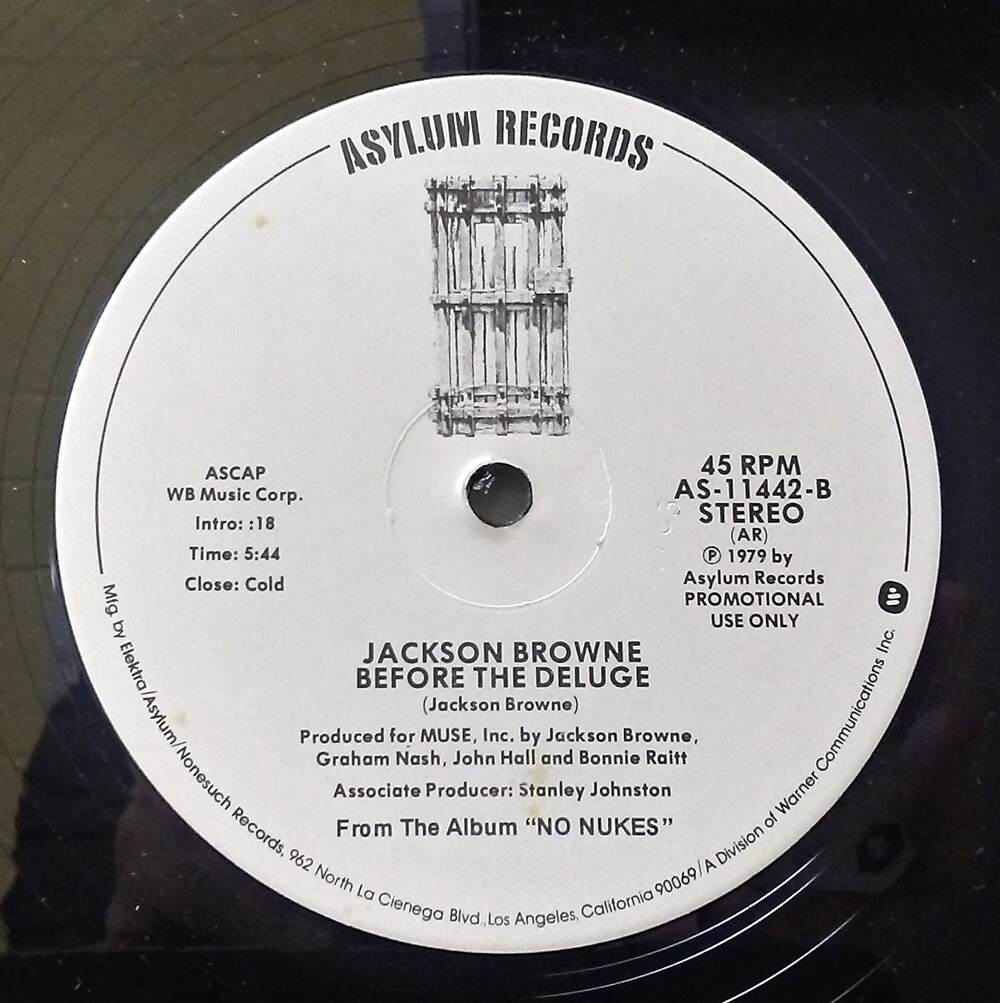 ASYLUM RECORDS
ASCAP
WB Music Corp.
Intro: :18
Time: 5:44
Close: Cold
45 RPM
AS-11442-B
STEREO
(AR)
Ⓟ 1979 by
Asylum Records
PROMOTIONAL
USE ONLY
JACKSON BROWNE
BEFORE THE DELUGE
(Jackson Browne)
Produced for MUSE, Inc. by Jackson Browne,
Graham Nash, John Hall and Bonnie Raitt
Associate Producer: Stanley Johnston
From The Album “NO NUKES”
Mfg. by Elektra/Asylum/Nonesuch Records, 962 North La Cienega Blvd., Los Angeles, California 90069/A Division of Warner Communications Inc.